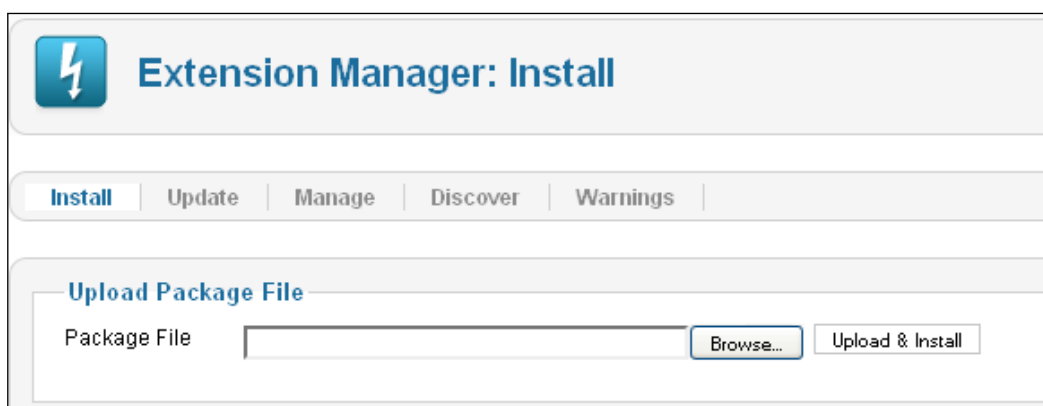 Extension Manager: Install
Install Update Manage Discover Warnings
Upload Package File
Package File Browse... Upload & Install